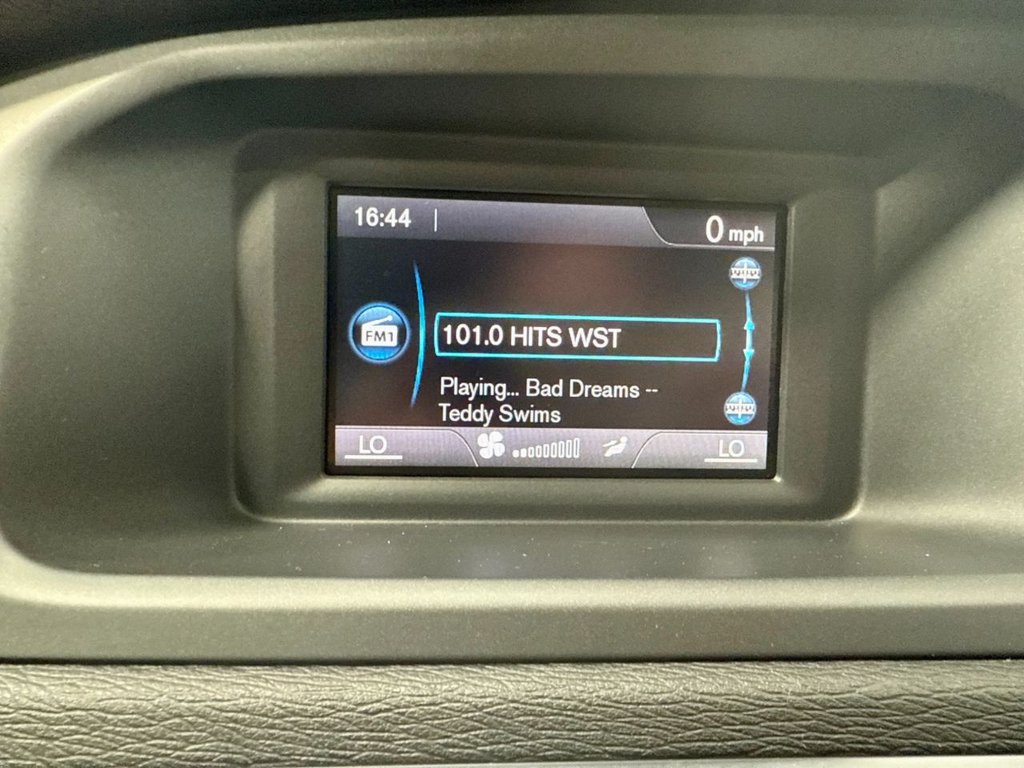 16:44
0 mph
FM1
101.0 HITS WST
Playing... Bad Dreams --
Teddy Swims
LO
LO